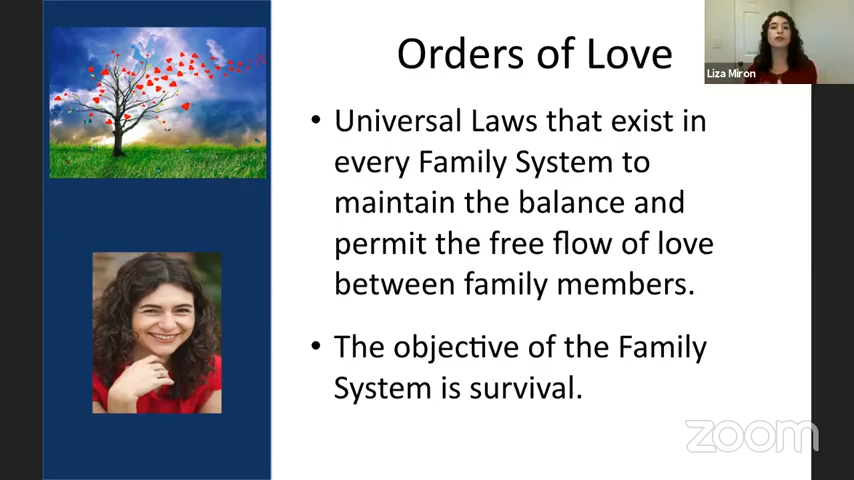 Orders of Love
Liza Miron
• Universal Laws that exist in
every Family System to
maintain the balance and
permit the free flow of love
between family members.
• The objective of the Family
System is survival.
zoom